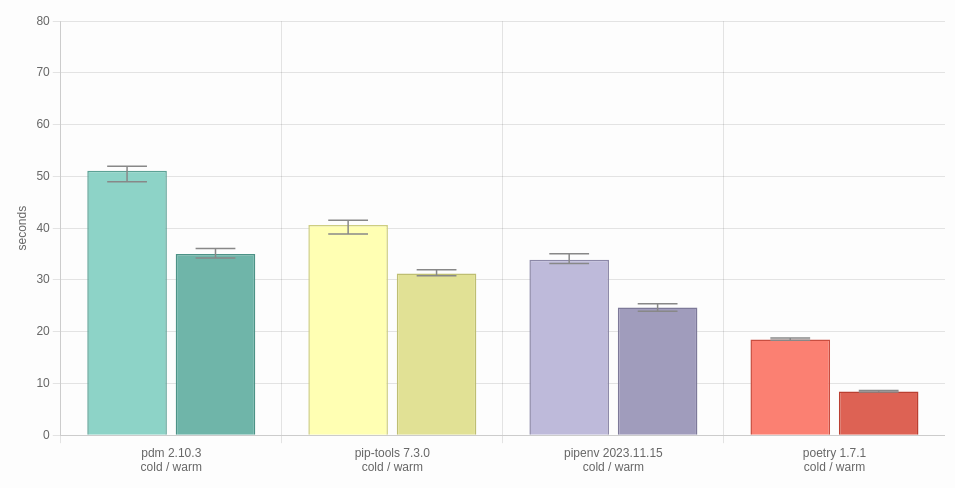 80
70
60
50
40
30
20
10
0
seconds
pdm 2.10.3
cold / warm
pip-tools 7.3.0
cold / warm
pipenv 2023.11.15
cold / warm
poetry 1.7.1
cold / warm